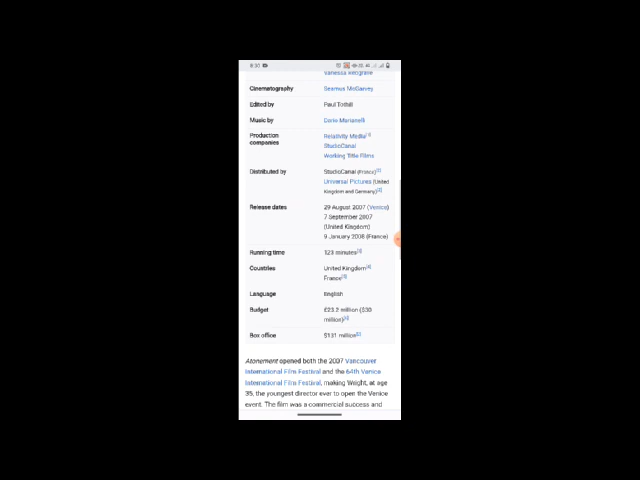 8:30
Vanessa Redgrave
Cinematography Seamus McGarvey
Edited by Paul Tothill
Music by Dario Marianelli
Production companies Relativity Media[1]
StudioCanal
Working Title Films
Distributed by StudioCanal (France)
Universal Pictures (United
Kingdom and Germany)
Release dates 29 August 2007 (Venice)
7 September 2007
(United Kingdom)
9 January 2008 (France)
Running time 123 minutes
Countries United Kingdom
France
Language English
Budget £23.2 million ($30
million)
Box office $131 million
Atonement opened both the 2007 Vancouver
International Film Festival and the 64th Venice
International Film Festival, making Wright, at age
35, the youngest director ever to open the Venice
event. The film was a commercial success and